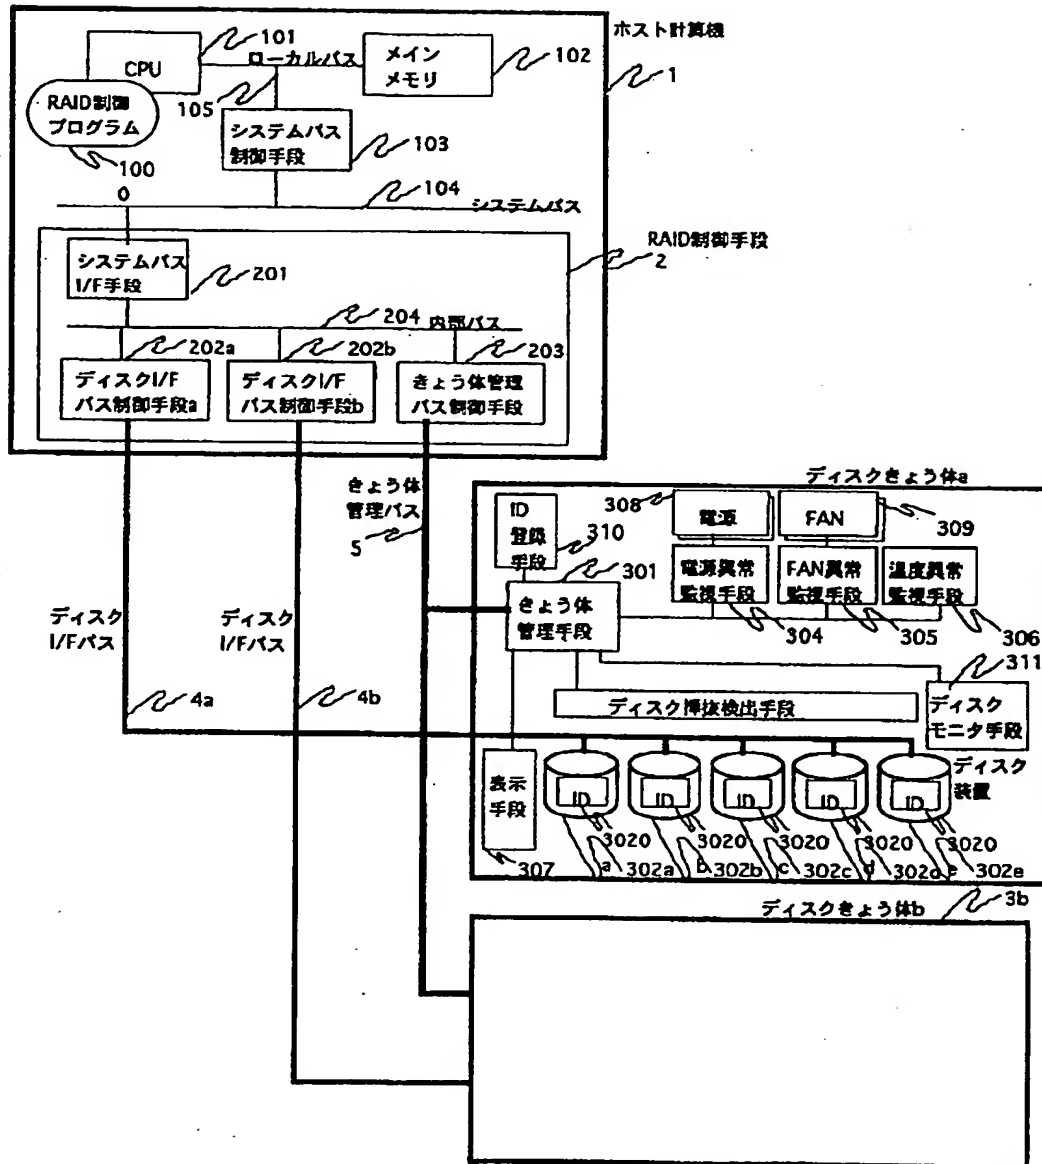 ホスト計算機
1
101
CPU
ローカルバス
メイン
メモリ
102
105
RAID制御
プログラム
100
システムバス
制御手段
103
0
104
システムバス
RAID制御手段
2
システムバス
I/F手段
201
204
内部バス
202a
202b
203
ディスクI/F
バス制御手段a
ディスクI/F
バス制御手段b
きょう体管理
バス制御手段
きょう体
管理バス
5
ディスクきょう体a
ID
登録
手段
310
308
電源
FAN
309
301
きょう体
管理手段
電源異常
監視手段
FAN異常
監視手段
温度異常
監視手段
304
305
306
ディスク
I/Fバス
ディスク
I/Fバス
4a
4b
311
ディスク挿抜検出手段
ディスク
モニタ手段
表示
手段
307
ディスク
装置
ID
ID
ID
ID
ID
3020
3020
3020
3020
3020
a
302a
b
302b
c
302c
d
302d
e
302e
ディスクきょう体b
3b